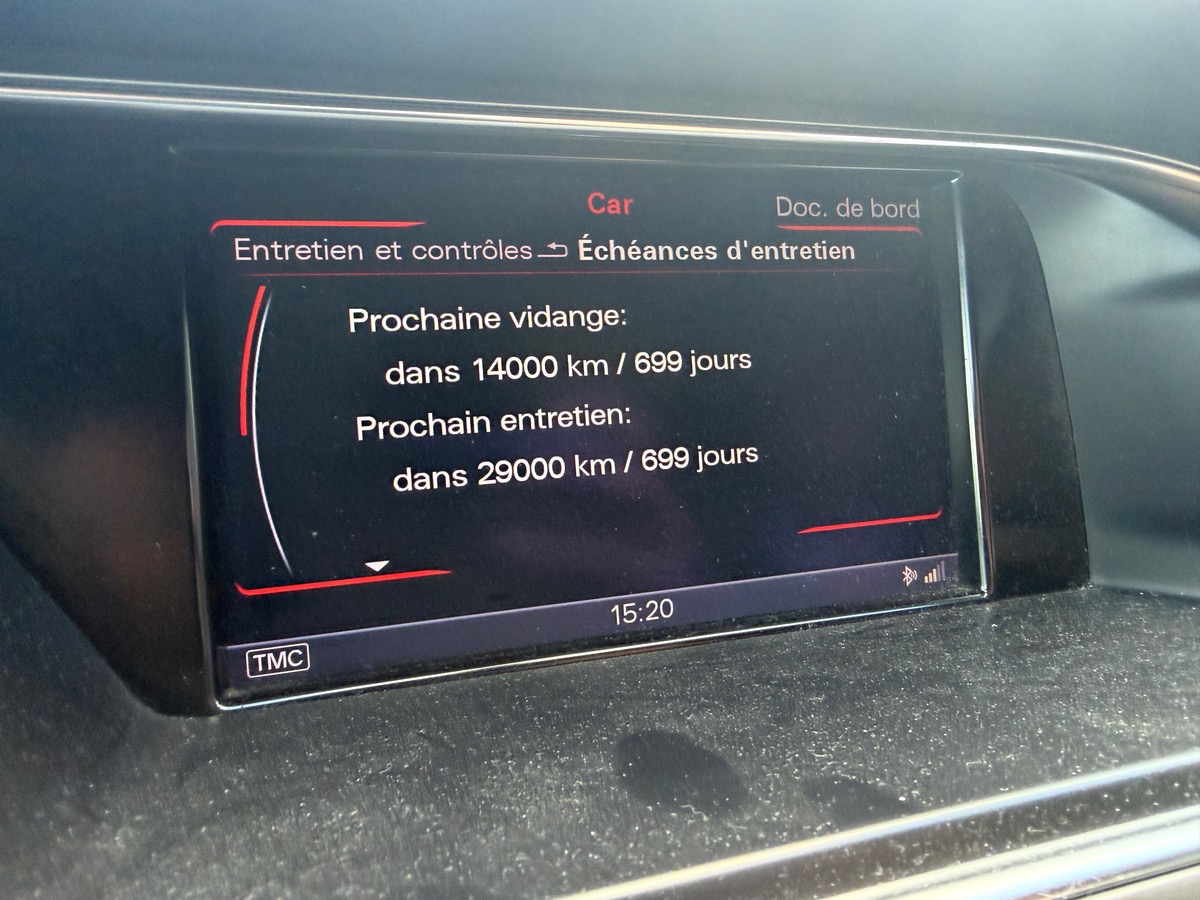 Car
Doc. de bord
Entretien et contrôles Échéances d'entretien
Prochaine vidange:
dans 14000 km / 699 jours
Prochain entretien:
dans 29000 km / 699 jours
15:20
TMC